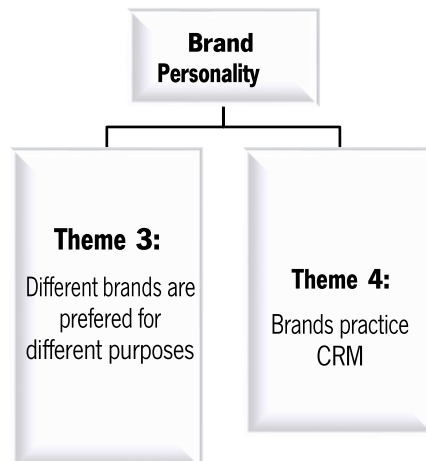 Brand
Personality
Theme 3:
Different brands are
prefered for
different purposes
Theme 4:
Brands practice
CRM